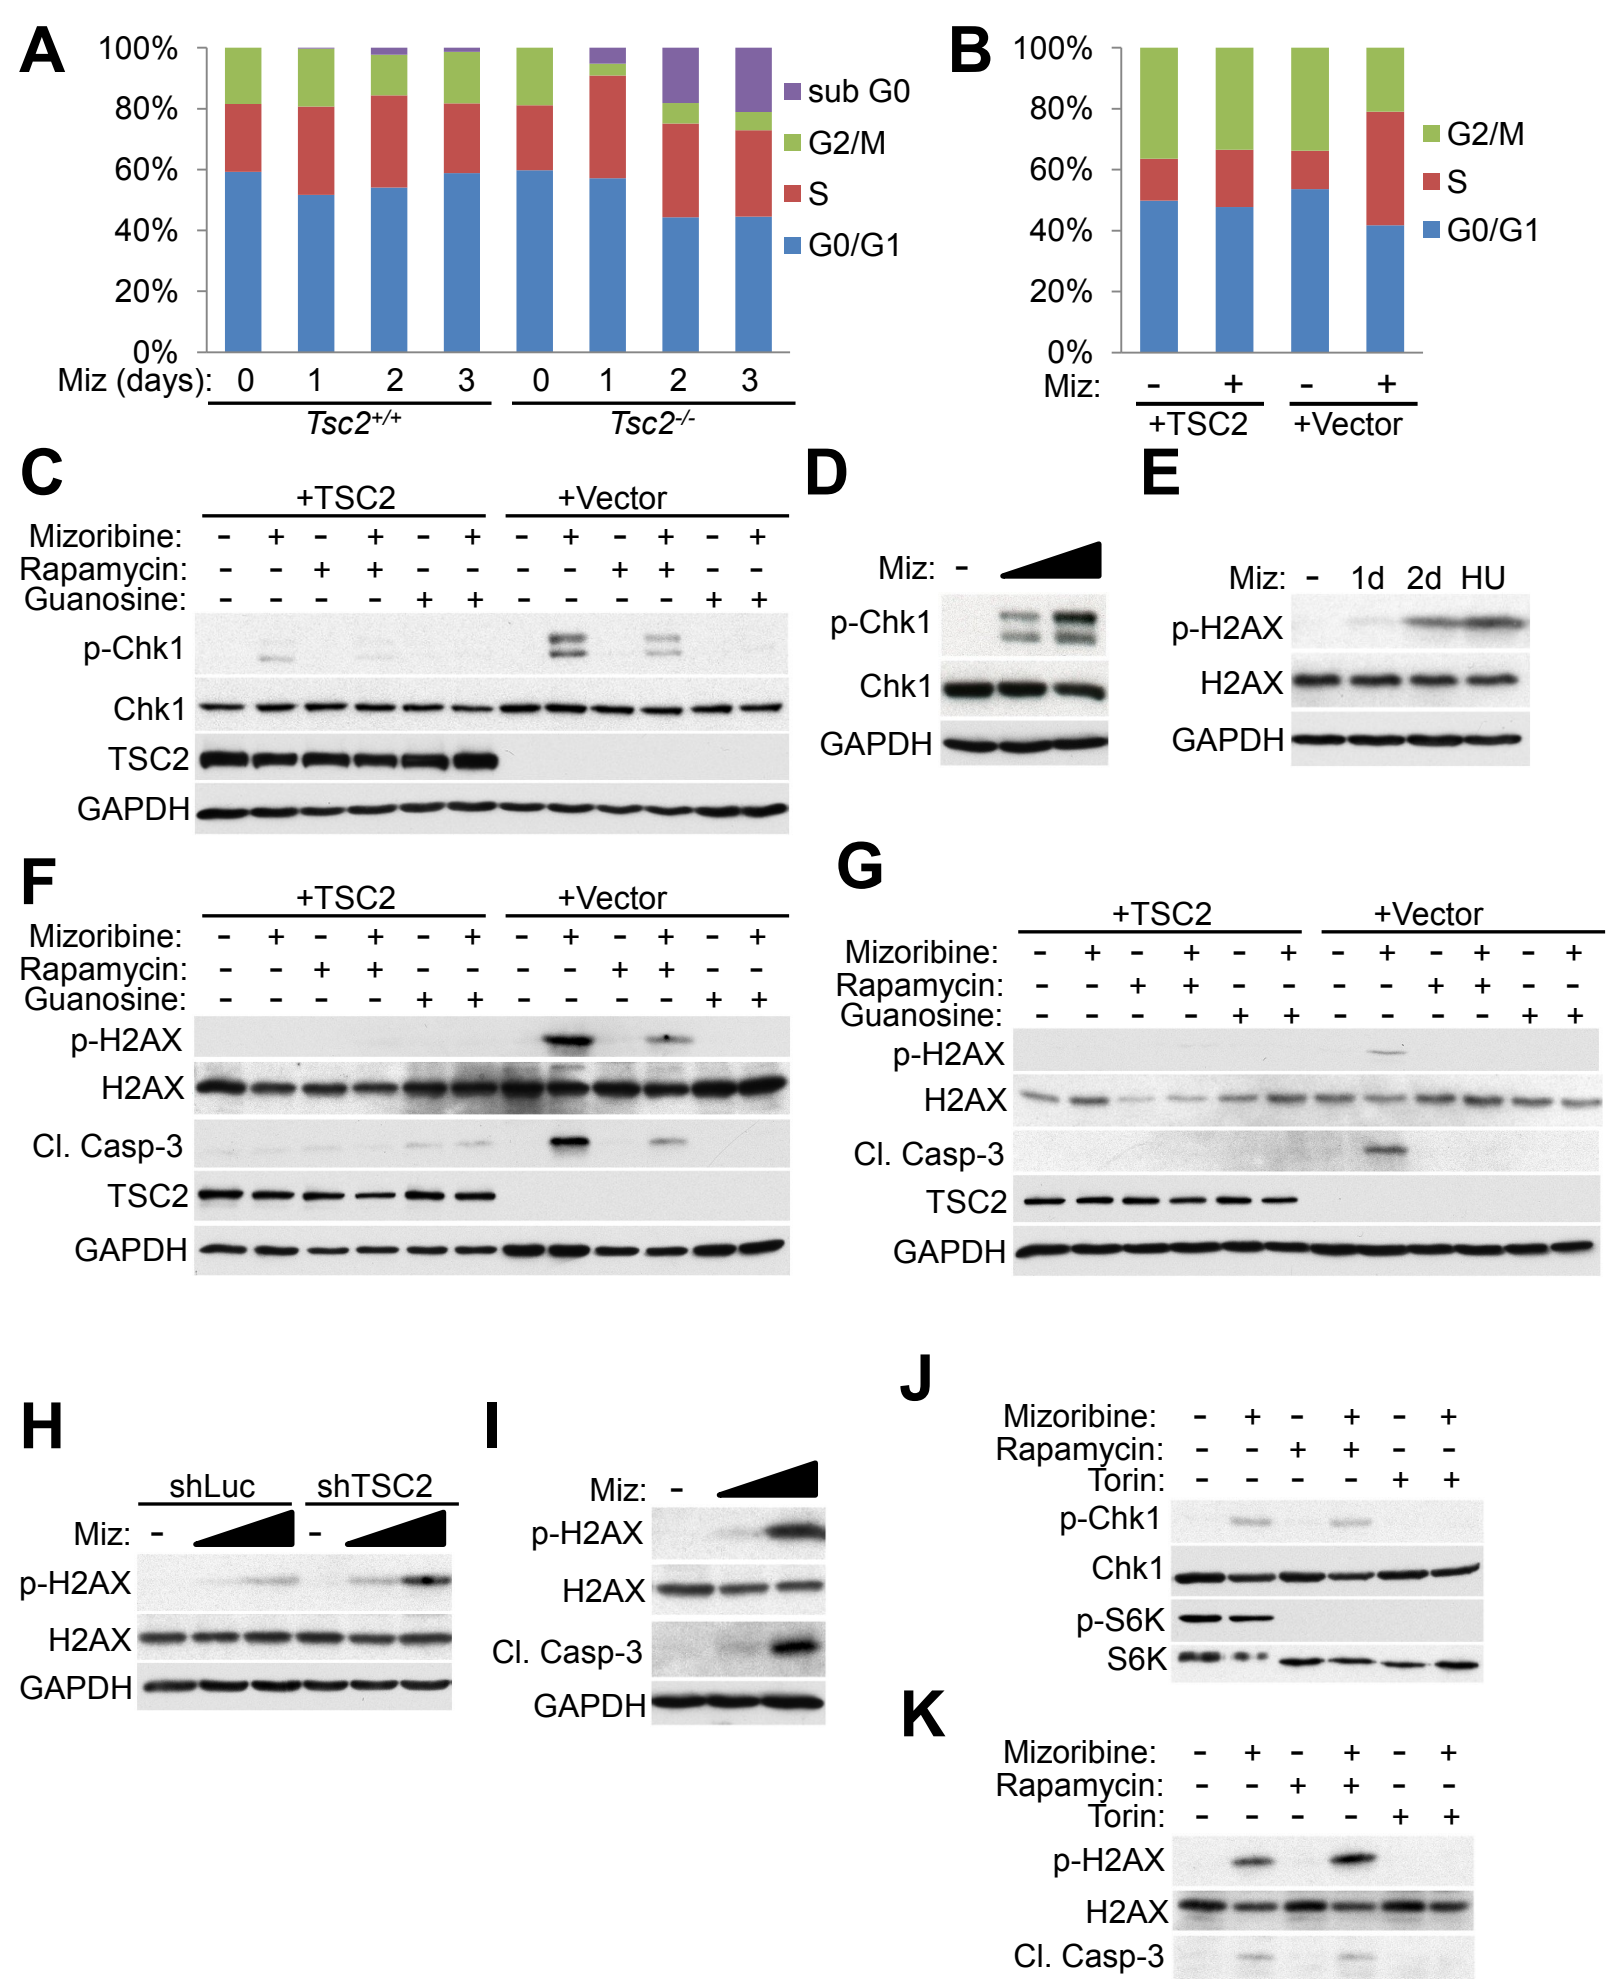 A
100%
80%
60%
40%
20%
0%
sub G0
G2/M
S
G0/G1
Miz (days): 0 1 2 3 0 1 2 3
Tsc2+/+ Tsc2-/-
B
100%
80%
60%
40%
20%
0%
G2/M
S
G0/G1
Miz: - + - +
+TSC2 +Vector
C
+TSC2 +Vector
Mizoribine: - + - + - + - + - + - +
Rapamycin: - - + + - - - - + + - -
Guanosine: - - - - + + - - - - + +
p-Chk1
Chk1
TSC2
GAPDH
D
Miz: -
p-Chk1
Chk1
GAPDH
E
Miz: - 1d 2d HU
p-H2AX
H2AX
GAPDH
F
+TSC2 +Vector
Mizoribine: - + - + - + - + - + - +
Rapamycin: - - + + - - - - + + - -
Guanosine: - - - - + + - - - - + +
p-H2AX
H2AX
Cl. Casp-3
TSC2
GAPDH
G
+TSC2 +Vector
Mizoribine: - + - + - + - + - + - +
Rapamycin: - - + + - - - - + + - -
Guanosine: - - - - + + - - - - + +
p-H2AX
H2AX
Cl. Casp-3
TSC2
GAPDH
H
shLuc shTSC2
Miz: - -
p-H2AX
H2AX
GAPDH
I
Miz: -
p-H2AX
H2AX
Cl. Casp-3
GAPDH
J
Mizoribine: - + - + - +
Rapamycin: - - + + - -
Torin: - - - - + +
p-Chk1
Chk1
p-S6K
S6K
K
Mizoribine: - + - + - +
Rapamycin: - - + + - -
Torin: - - - - + +
p-H2AX
H2AX
Cl. Casp-3